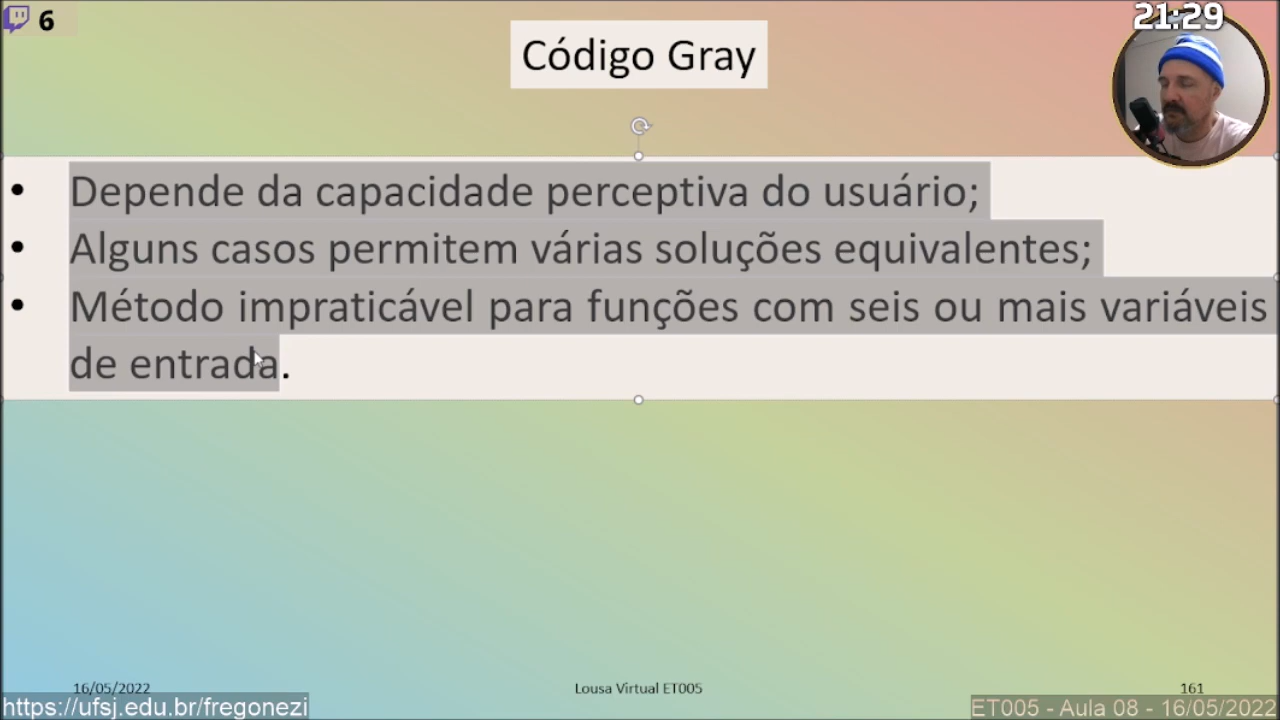 6
21:29
Código Gray
• Depende da capacidade perceptiva do usuário;
• Alguns casos permitem várias soluções equivalentes;
• Método impraticável para funções com seis ou mais variáveis
de entrada.
16/05/2022
Lousa Virtual ET005
161
https://ufsj.edu.br/fregonezi
ET005 - Aula 08 - 16/05/2022